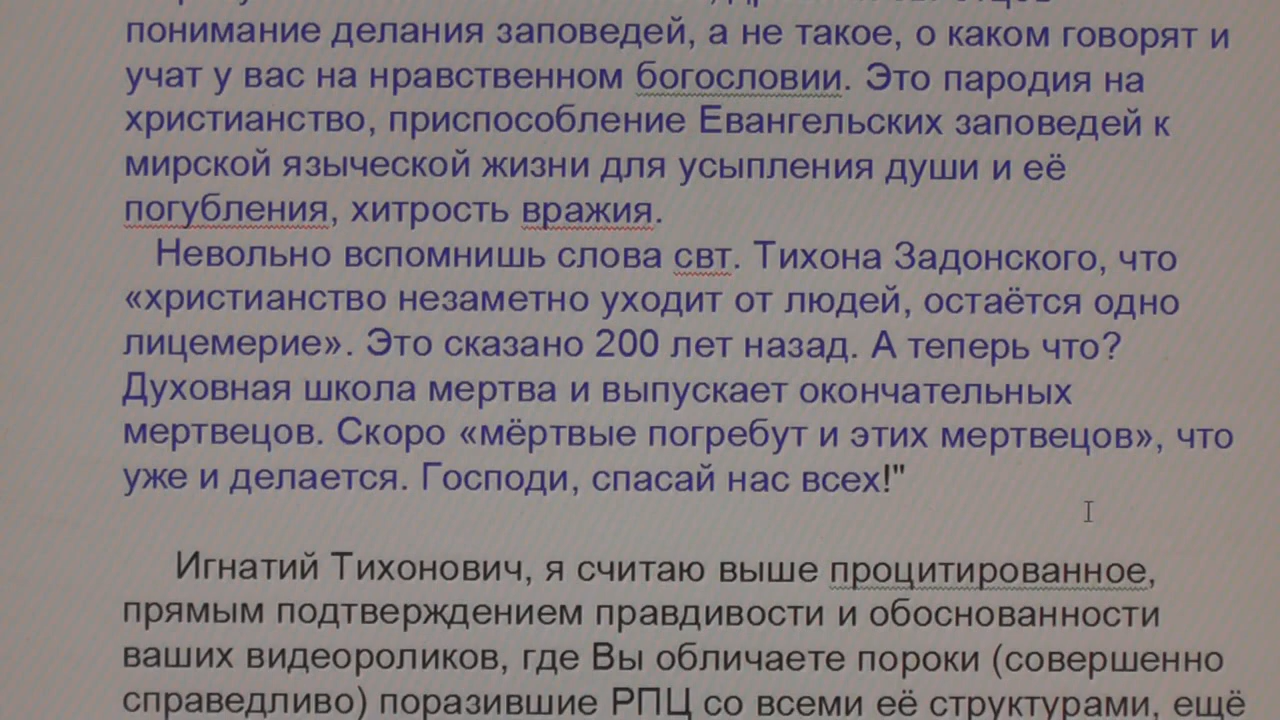 понимание делания заповедей, а не такое, о каком говорят и
учат у вас на нравственном богословии. Это пародия на
христианство, приспособление Евангельских заповедей к
мирской языческой жизни для усыпления души и её
погубления, хитрость вражия.
Невольно вспомнишь слова свт. Тихона Задонского, что
«христианство незаметно уходит от людей, остаётся одно
лицемерие». Это сказано 200 лет назад. А теперь что?
Духовная школа мертва и выпускает окончательных
мертвецов. Скоро «мёртвые погребут и этих мертвецов», что
уже и делается. Господи, спасай нас всех!"
Игнатий Тихонович, я считаю выше процитированное,
прямым подтверждением правдивости и обоснованности
ваших видеороликов, где Вы обличаете пороки (совершенно
справедливо) поразившие РПЦ со всеми её структурами, ещё